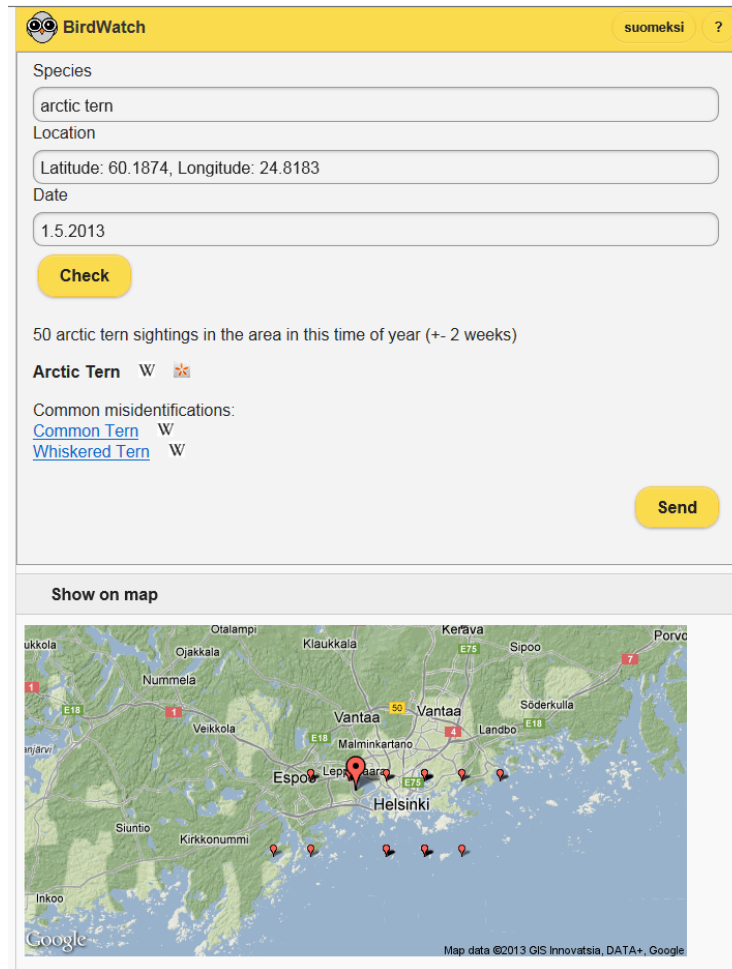 BirdWatch
suomeksi ?
Species
arctic tern
Location
Latitude: 60.1874, Longitude: 24.8183
Date
1.5.2013
Check
50 arctic tern sightings in the area in this time of year (+- 2 weeks)
Arctic Tern W
Common misidentifications:
Common Tern W
Whiskered Tern W
Send
Show on map
Otalampi
Kerava
Porvo
ukkola
Ojakkala
Klaukkala
E75
Sipoo
7
Nummela
1
E18
1
50
Vantaa
Vantaa
Söderkulla
E18
Veikkola
E18
4
Landbo
anjärvi
Malminkartano
Espoo
E75
Helsinki
Siuntio
Kirkkonummi
Inkoo
Google
Map data ©2013 GIS Innovatsia, DATA+, Google